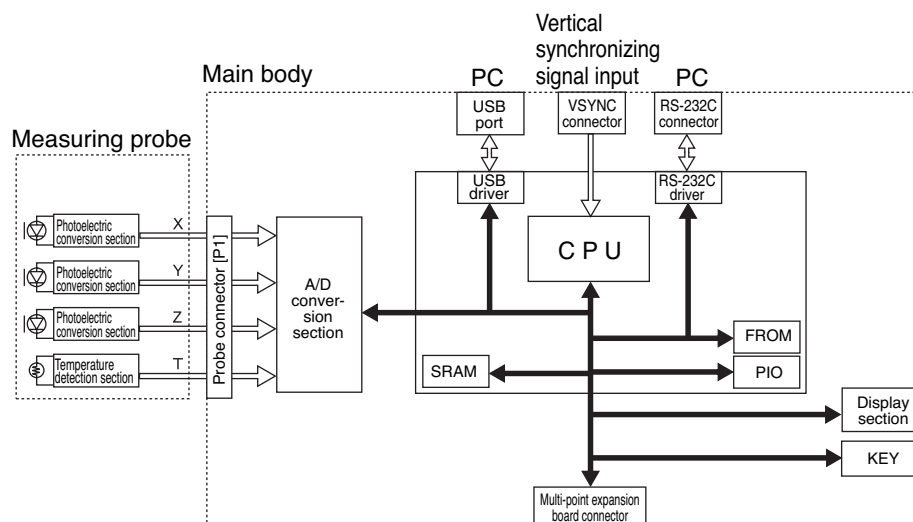 Vertical
synchronizing
signal input
Main body
PC
PC
USB
port
VSYNC
connector
RS-232C
connector
Measuring probe
USB
driver
RS-232C
driver
Photoelectric
conversion section
X
Photoelectric
conversion section
Y
Photoelectric
conversion section
Z
Temperature
detection section
T
Probe connector [P1]
A/D
conver-
sion
section
CPU
FROM
SRAM
PIO
Display
section
KEY
Multi-point expansion
board connector